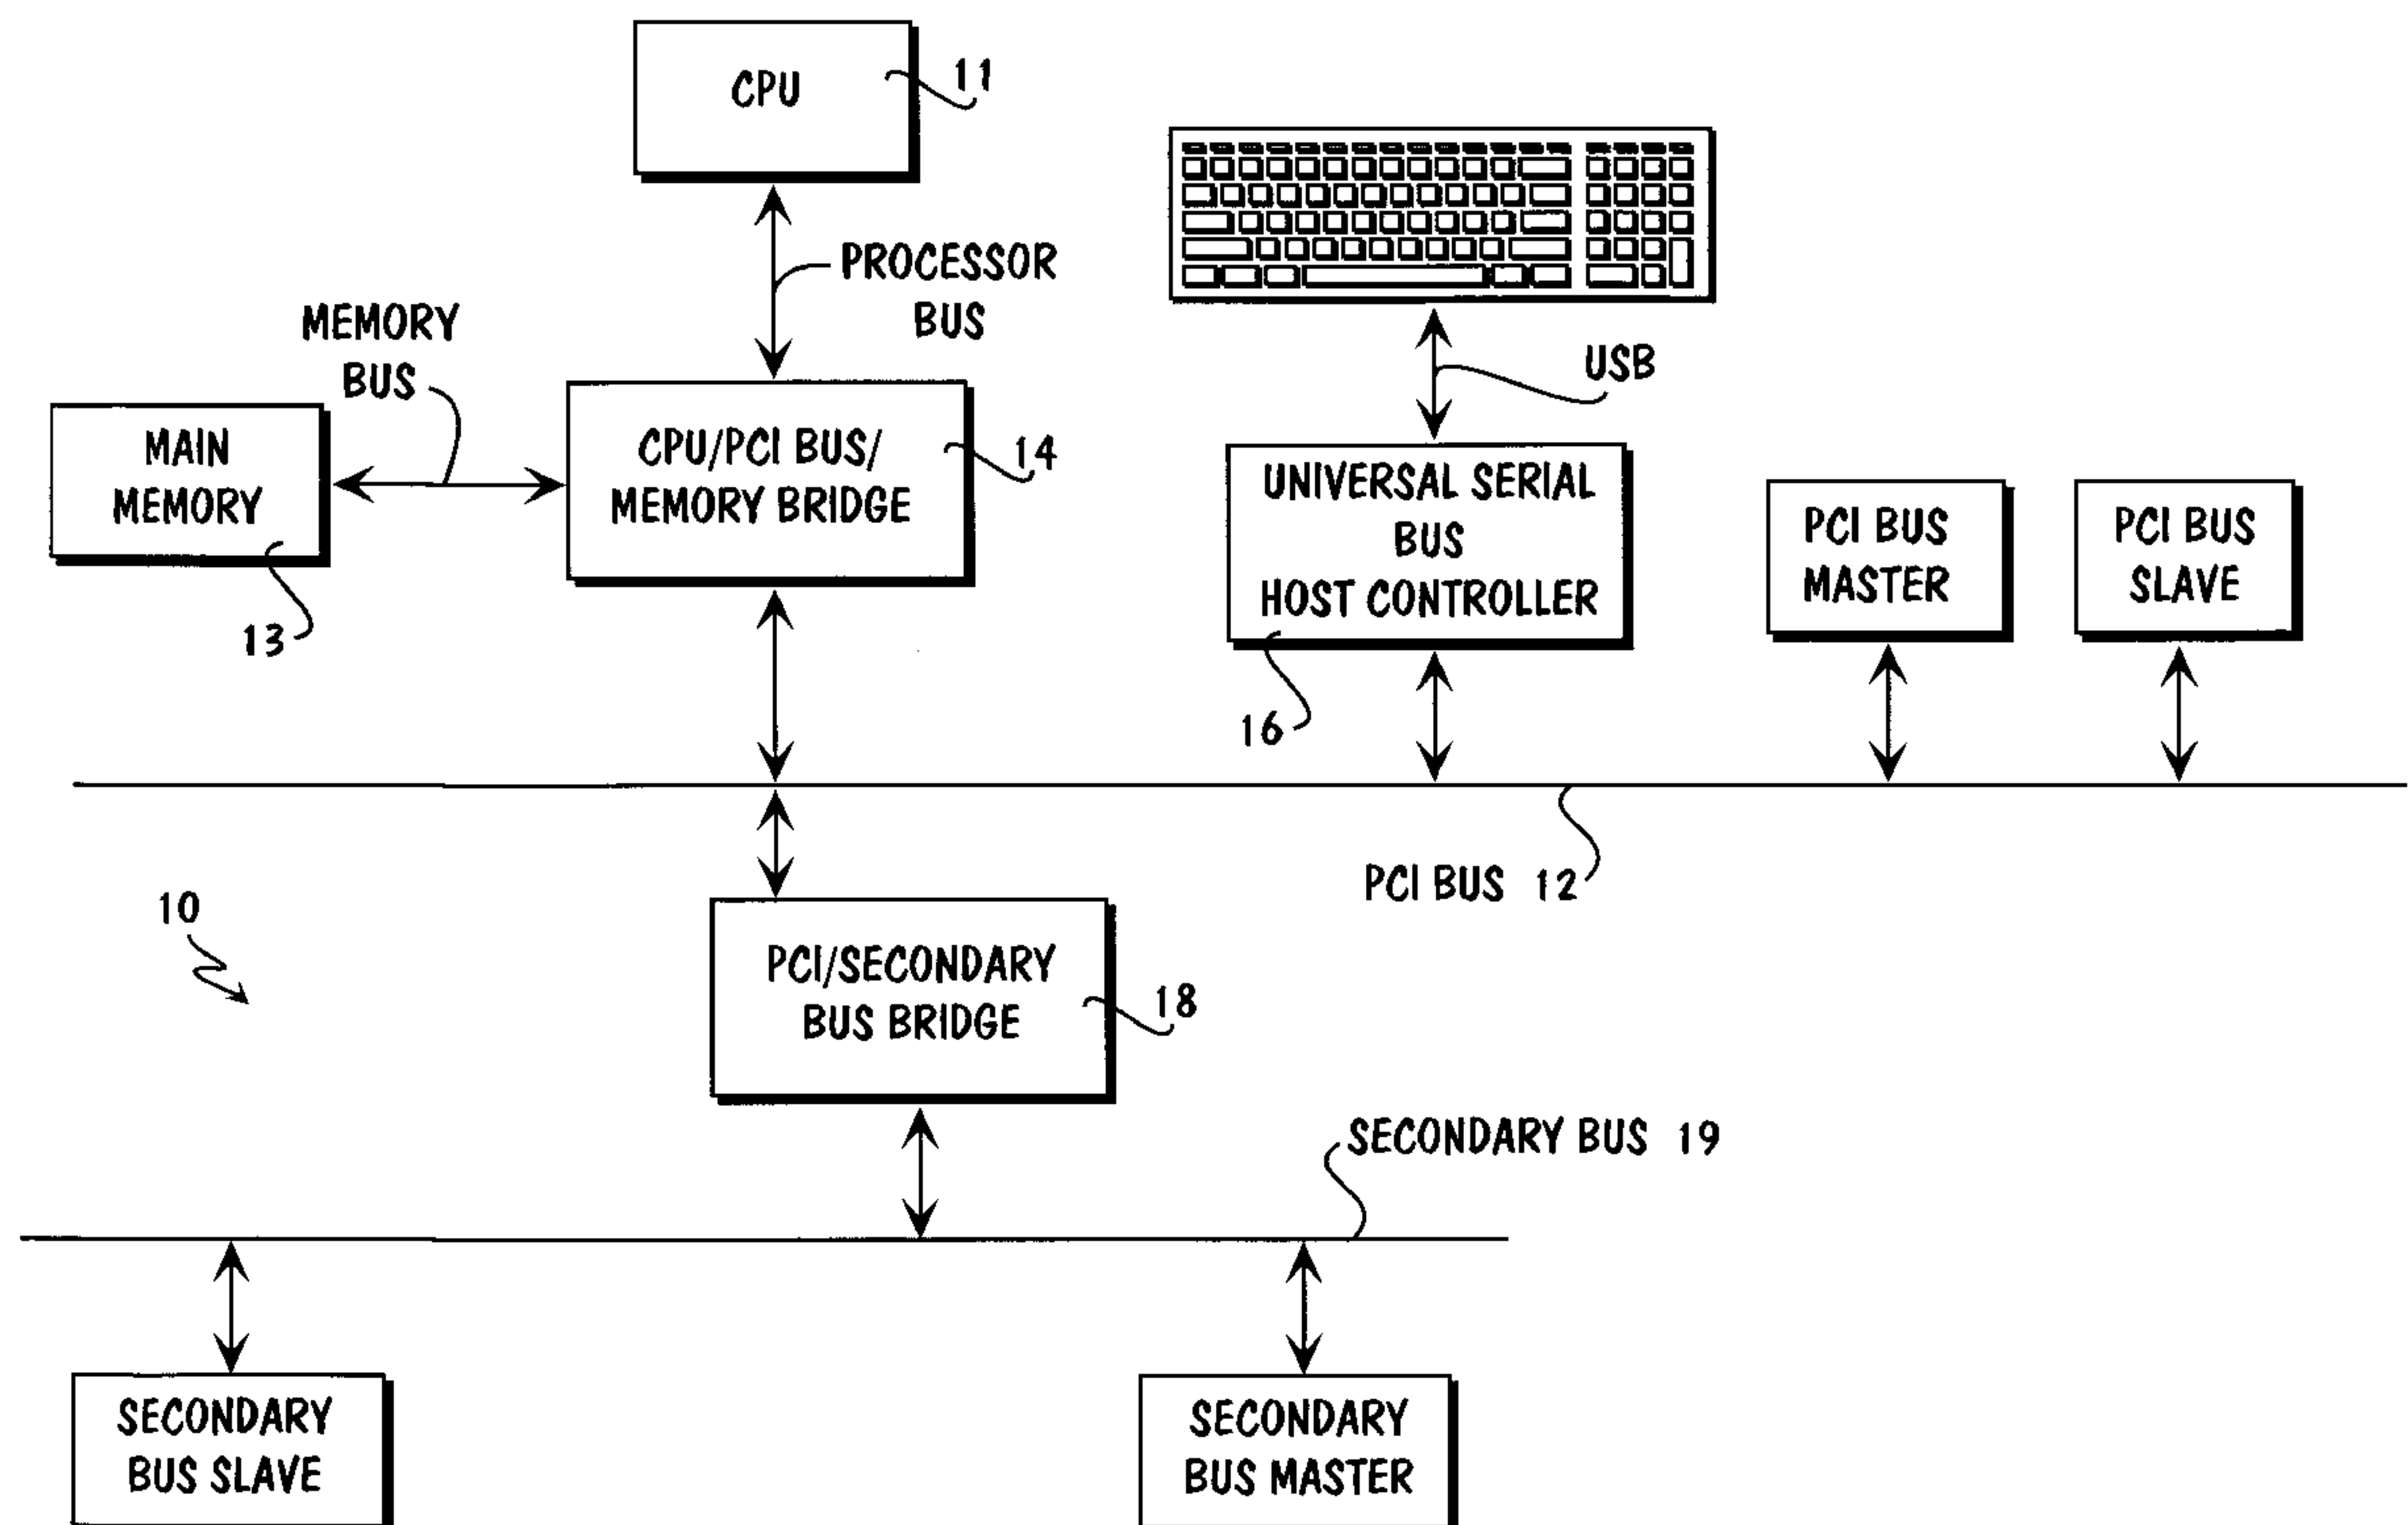 CPU
11
PROCESSOR
BUS
MEMORY
BUS
USB
MAIN
MEMORY
13
CPU/PCI BUS/
MEMORY BRIDGE
14
UNIVERSAL SERIAL
BUS
HOST CONTROLLER
16
PCI BUS
MASTER
PCI BUS
SLAVE
PCI BUS 12
10
PCI/SECONDARY
BUS BRIDGE
18
SECONDARY BUS 19
SECONDARY
BUS SLAVE
SECONDARY
BUS MASTER